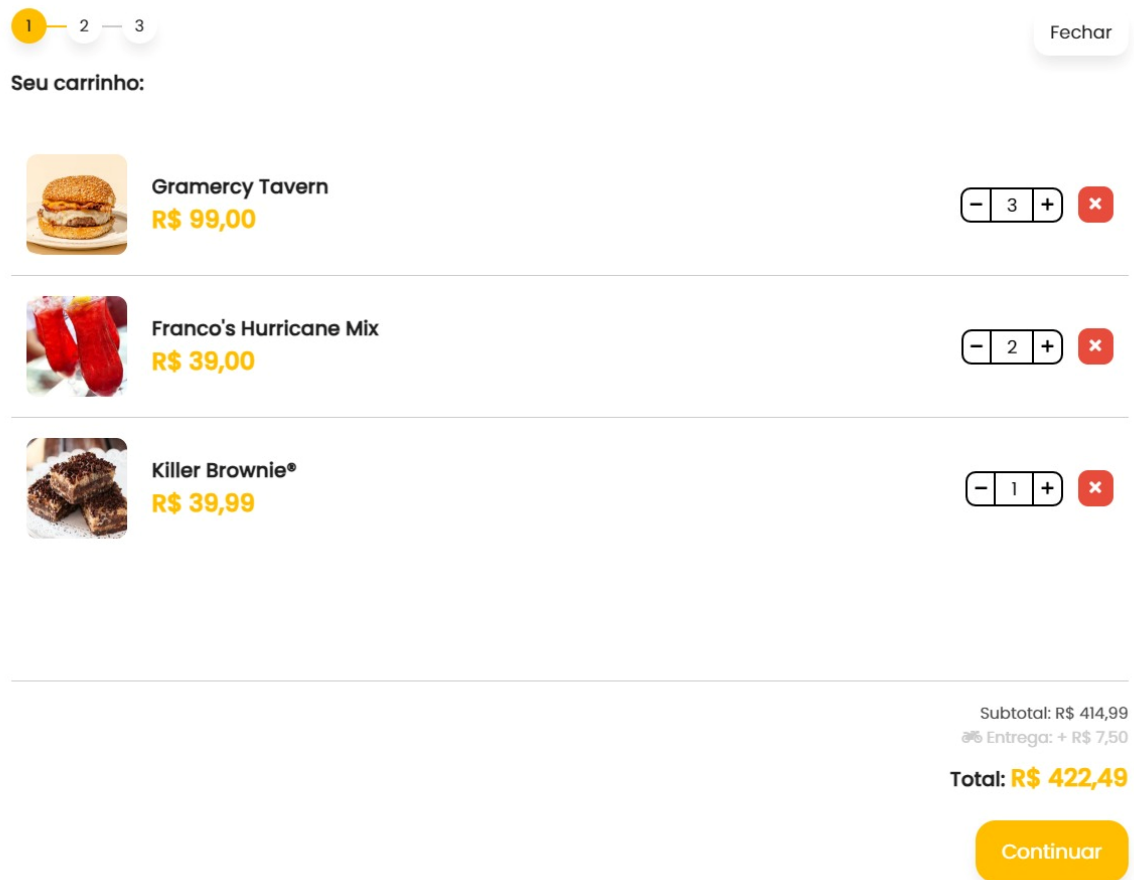 1 2 3
Fechar
Seu carrinho:
Gramercy Tavern
R$ 99,00
− 3 +
Franco's Hurricane Mix
R$ 39,00
− 2 +
Killer Brownie®
R$ 39,99
− 1 +
Subtotal: R$ 414,99
Entrega: + R$ 7,50
Total: R$ 422,49
Continuar